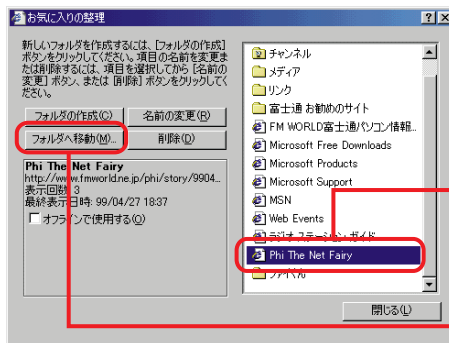 お気に入りの整理
新しいフォルダを作成するには、[フォルダの作成]
ボタンをクリックしてください。項目の名前を変更ま
たは削除するには、項目を選択してから [名前の
変更] ボタン、または [削除] ボタンをクリックしてく
ださい。
フォルダの作成(C)
名前の変更(R)
フォルダへ移動(M)...
削除(D)
Phi The Net Fairy
http://www.fmworld.ne.jp/phi/story/9904...
表示回数: 3
最終表示日時: 99/04/27 18:37
オフラインで使用する(O)
チャンネル
メディア
リンク
富士通 お勧めのサイト
FM WORLD富士通パソコン情報...
Microsoft Free Downloads
Microsoft Products
Microsoft Support
MSN
Web Events
ラジオ ステーション ガイド
Phi The Net Fairy
ファイくん
閉じる(L)